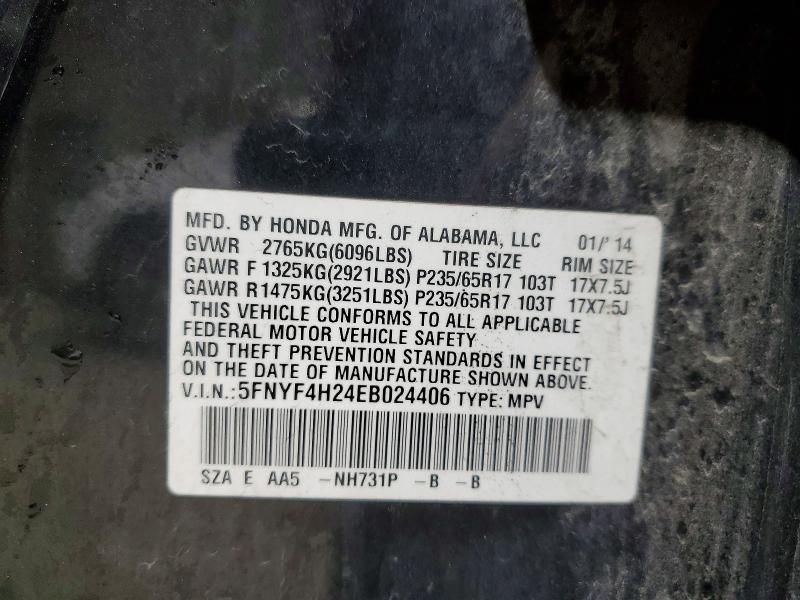 MFD. BY HONDA MFG. OF ALABAMA, LLC 01/'14
GVWR 2765KG(6096LBS) TIRE SIZE RIM SIZE
GAWR F 1325KG(2921LBS) P235/65R17 103T 17X7.5J
GAWR R1475KG(3251LBS) P235/65R17 103T 17X7.5J
THIS VEHICLE CONFORMS TO ALL APPLICABLE
FEDERAL MOTOR VEHICLE SAFETY
AND THEFT PREVENTION STANDARDS IN EFFECT
ON THE DATE OF MANUFACTURE SHOWN ABOVE.
V.I.N.:5FNYF4H24EB024406 TYPE: MPV
SZA E AA5 -NH731P -B -B